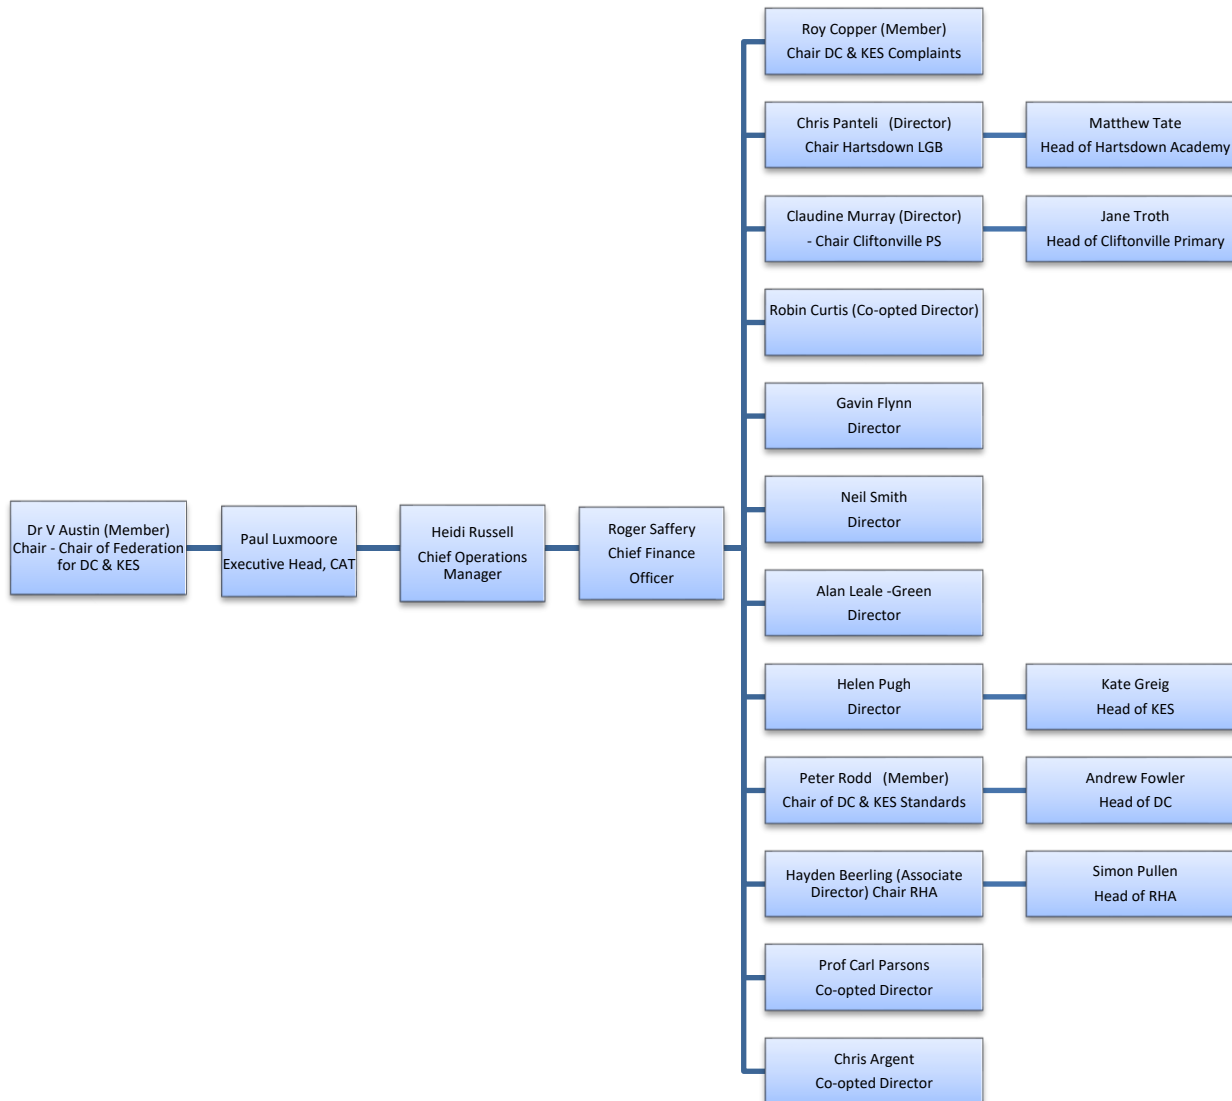 Roy Copper (Member)
Chair DC & KES Complaints
Chris Panteli (Director)
Chair Hartsdown LGB
Matthew Tate
Head of Hartsdown Academy
Claudine Murray (Director)
- Chair Cliftonville PS
Jane Troth
Head of Cliftonville Primary
Robin Curtis (Co-opted Director)
Gavin Flynn
Director
Neil Smith
Director
Dr V Austin (Member)
Chair - Chair of Federation
for DC & KES
Paul Luxmoore
Executive Head, CAT
Heidi Russell
Chief Operations
Manager
Roger Saffery
Chief Finance
Officer
Alan Leale -Green
Director
Helen Pugh
Director
Kate Greig
Head of KES
Peter Rodd (Member)
Chair of DC & KES Standards
Andrew Fowler
Head of DC
Hayden Beerling (Associate
Director) Chair RHA
Simon Pullen
Head of RHA
Prof Carl Parsons
Co-opted Director
Chris Argent
Co-opted Director